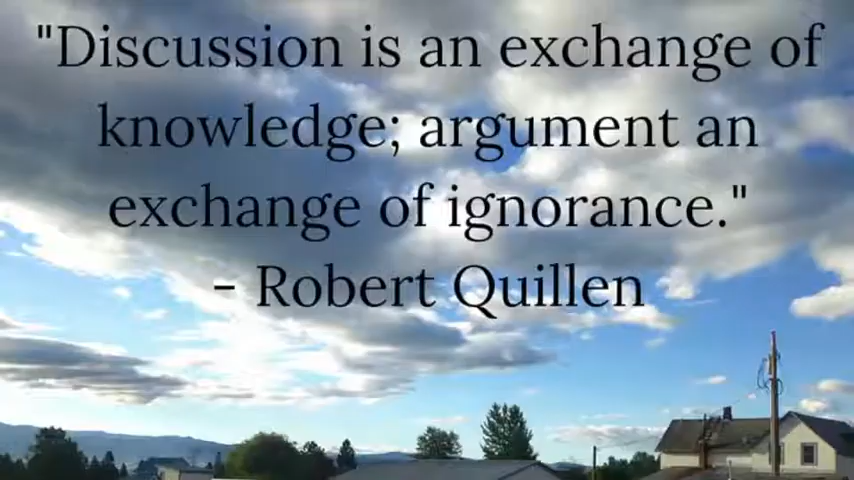 "Discussion is an exchange of
knowledge; argument an
exchange of ignorance."
- Robert Quillen